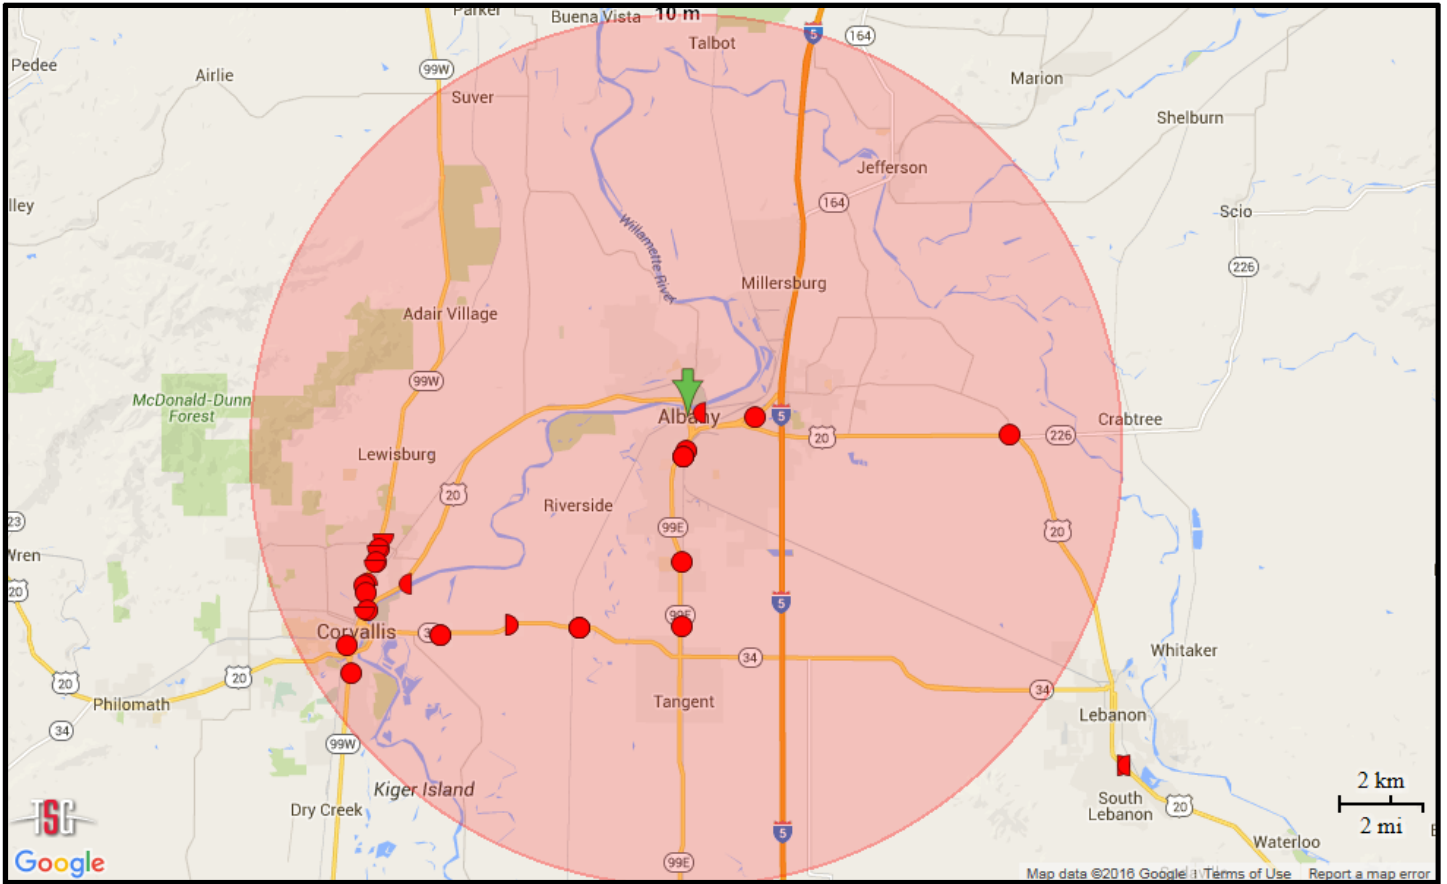 Parker
Buena Vista
10 m
Talbot
5
164
Pedee
Airlie
99W
Suver
Marion
Shelburn
Jefferson
lley
164
Scio
Willamette River
226
Millersburg
Adair Village
99W
McDonald-Dunn
Forest
Albany
5
Crabtree
20
226
Lewisburg
20
Riverside
23
99E
20
Wren
20
5
99E
Corvallis
3
34
Whitaker
20
20
Philomath
34
Tangent
34
Lebanon
99W
Kiger Island
Dry Creek
South
Lebanon
20
2 km
2 mi
TSC
5
Waterloo
Google
99E
Map data ©2016 Google
Terms of Use
Report a map error